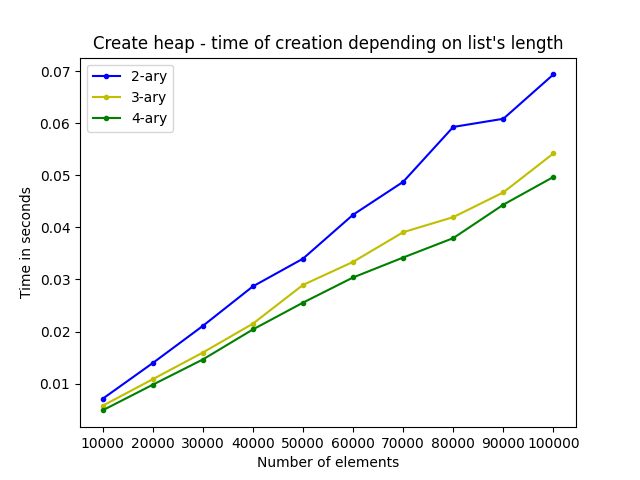 Create heap - time of creation depending on list's length
2-ary
3-ary
4-ary
0.07
0.06
0.05
0.04
0.03
0.02
0.01
Time in seconds
10000 20000 30000 40000 50000 60000 70000 80000 90000 100000
Number of elements